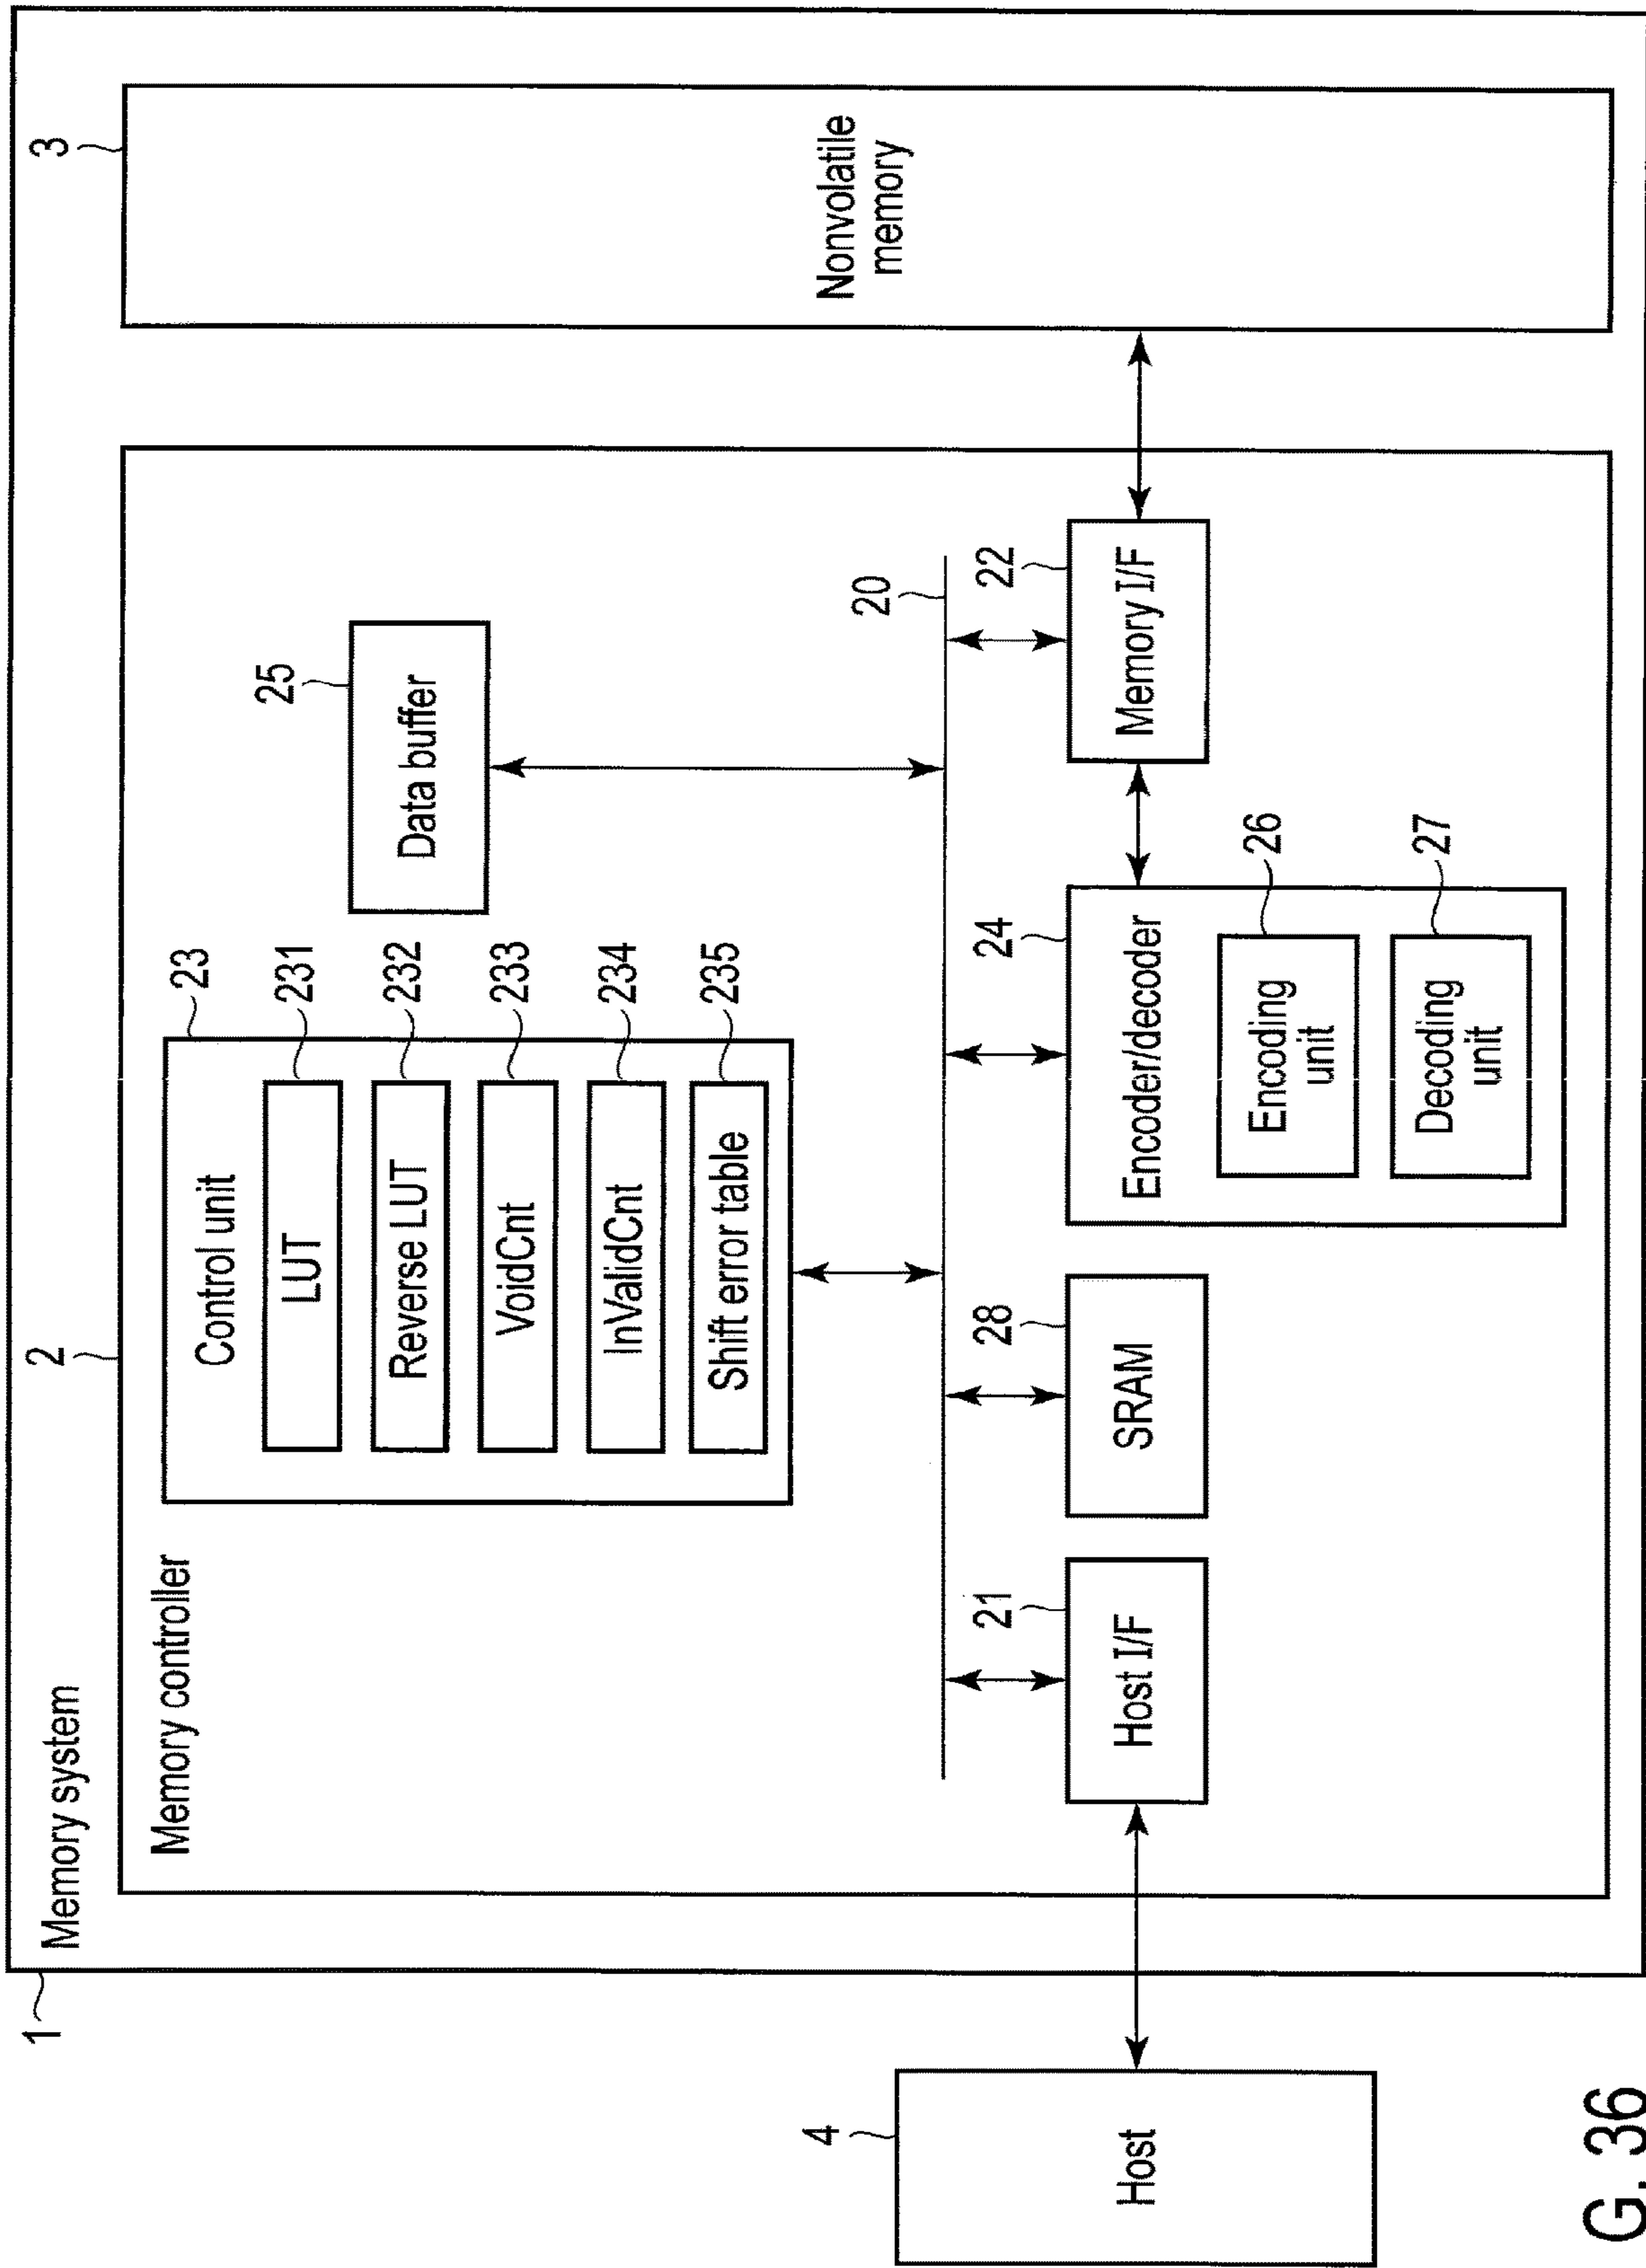 1
Memory system
2
Memory controller
3
Nonvolatile
memory
23
Control unit
LUT
231
Reverse LUT
232
VoidCnt
233
InValidCnt
234
Shift error table
235
25
Data buffer
20
21
Host I/F
28
SRAM
24
Encoder/decoder
26
Encoding
unit
27
Decoding
unit
22
Memory I/F
4
Host
G. 36